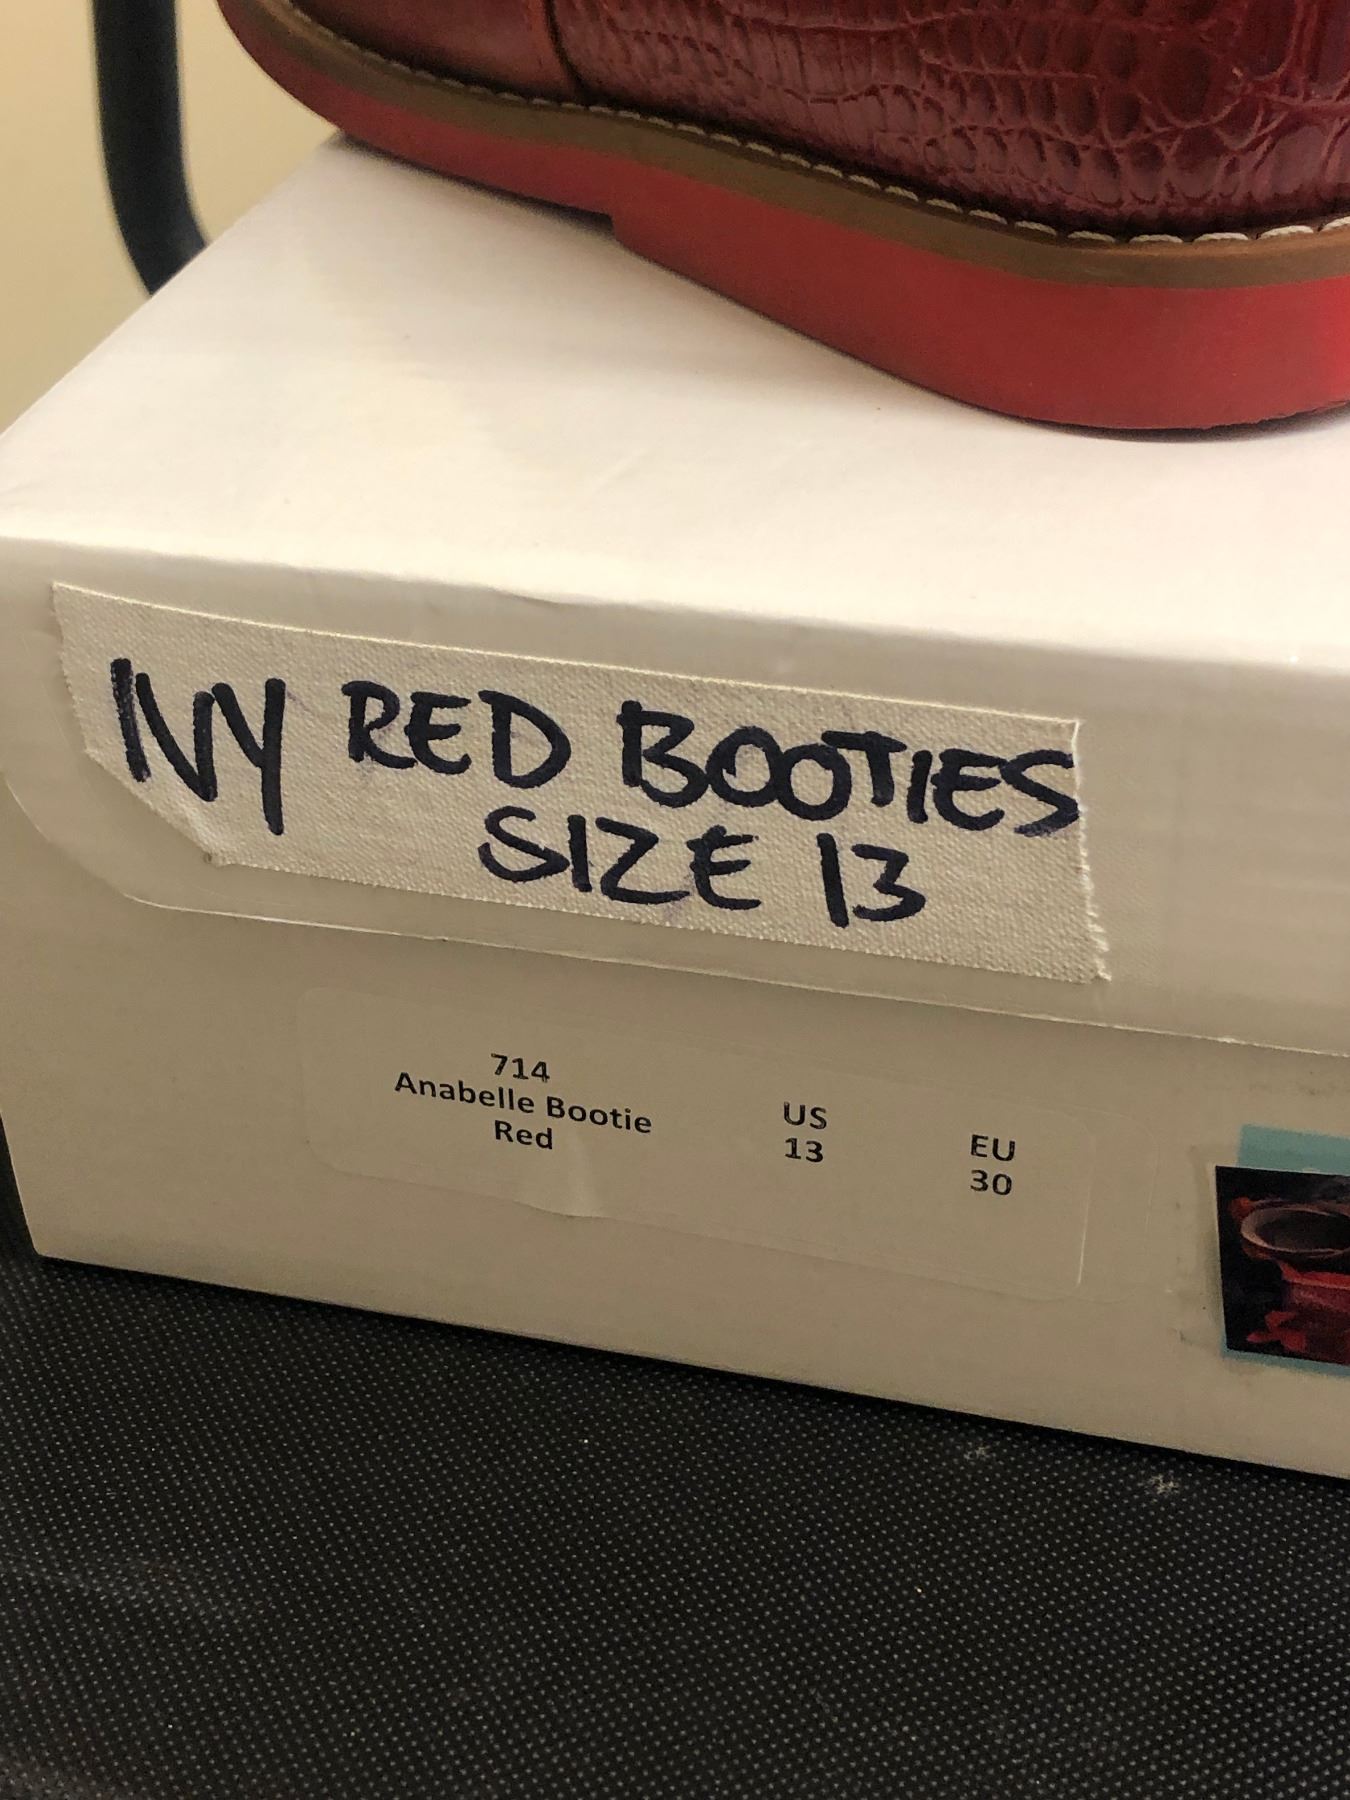 IVY RED BOOTIES
SIZE 13
714
Anabelle Bootie
Red
US
13
EU
30